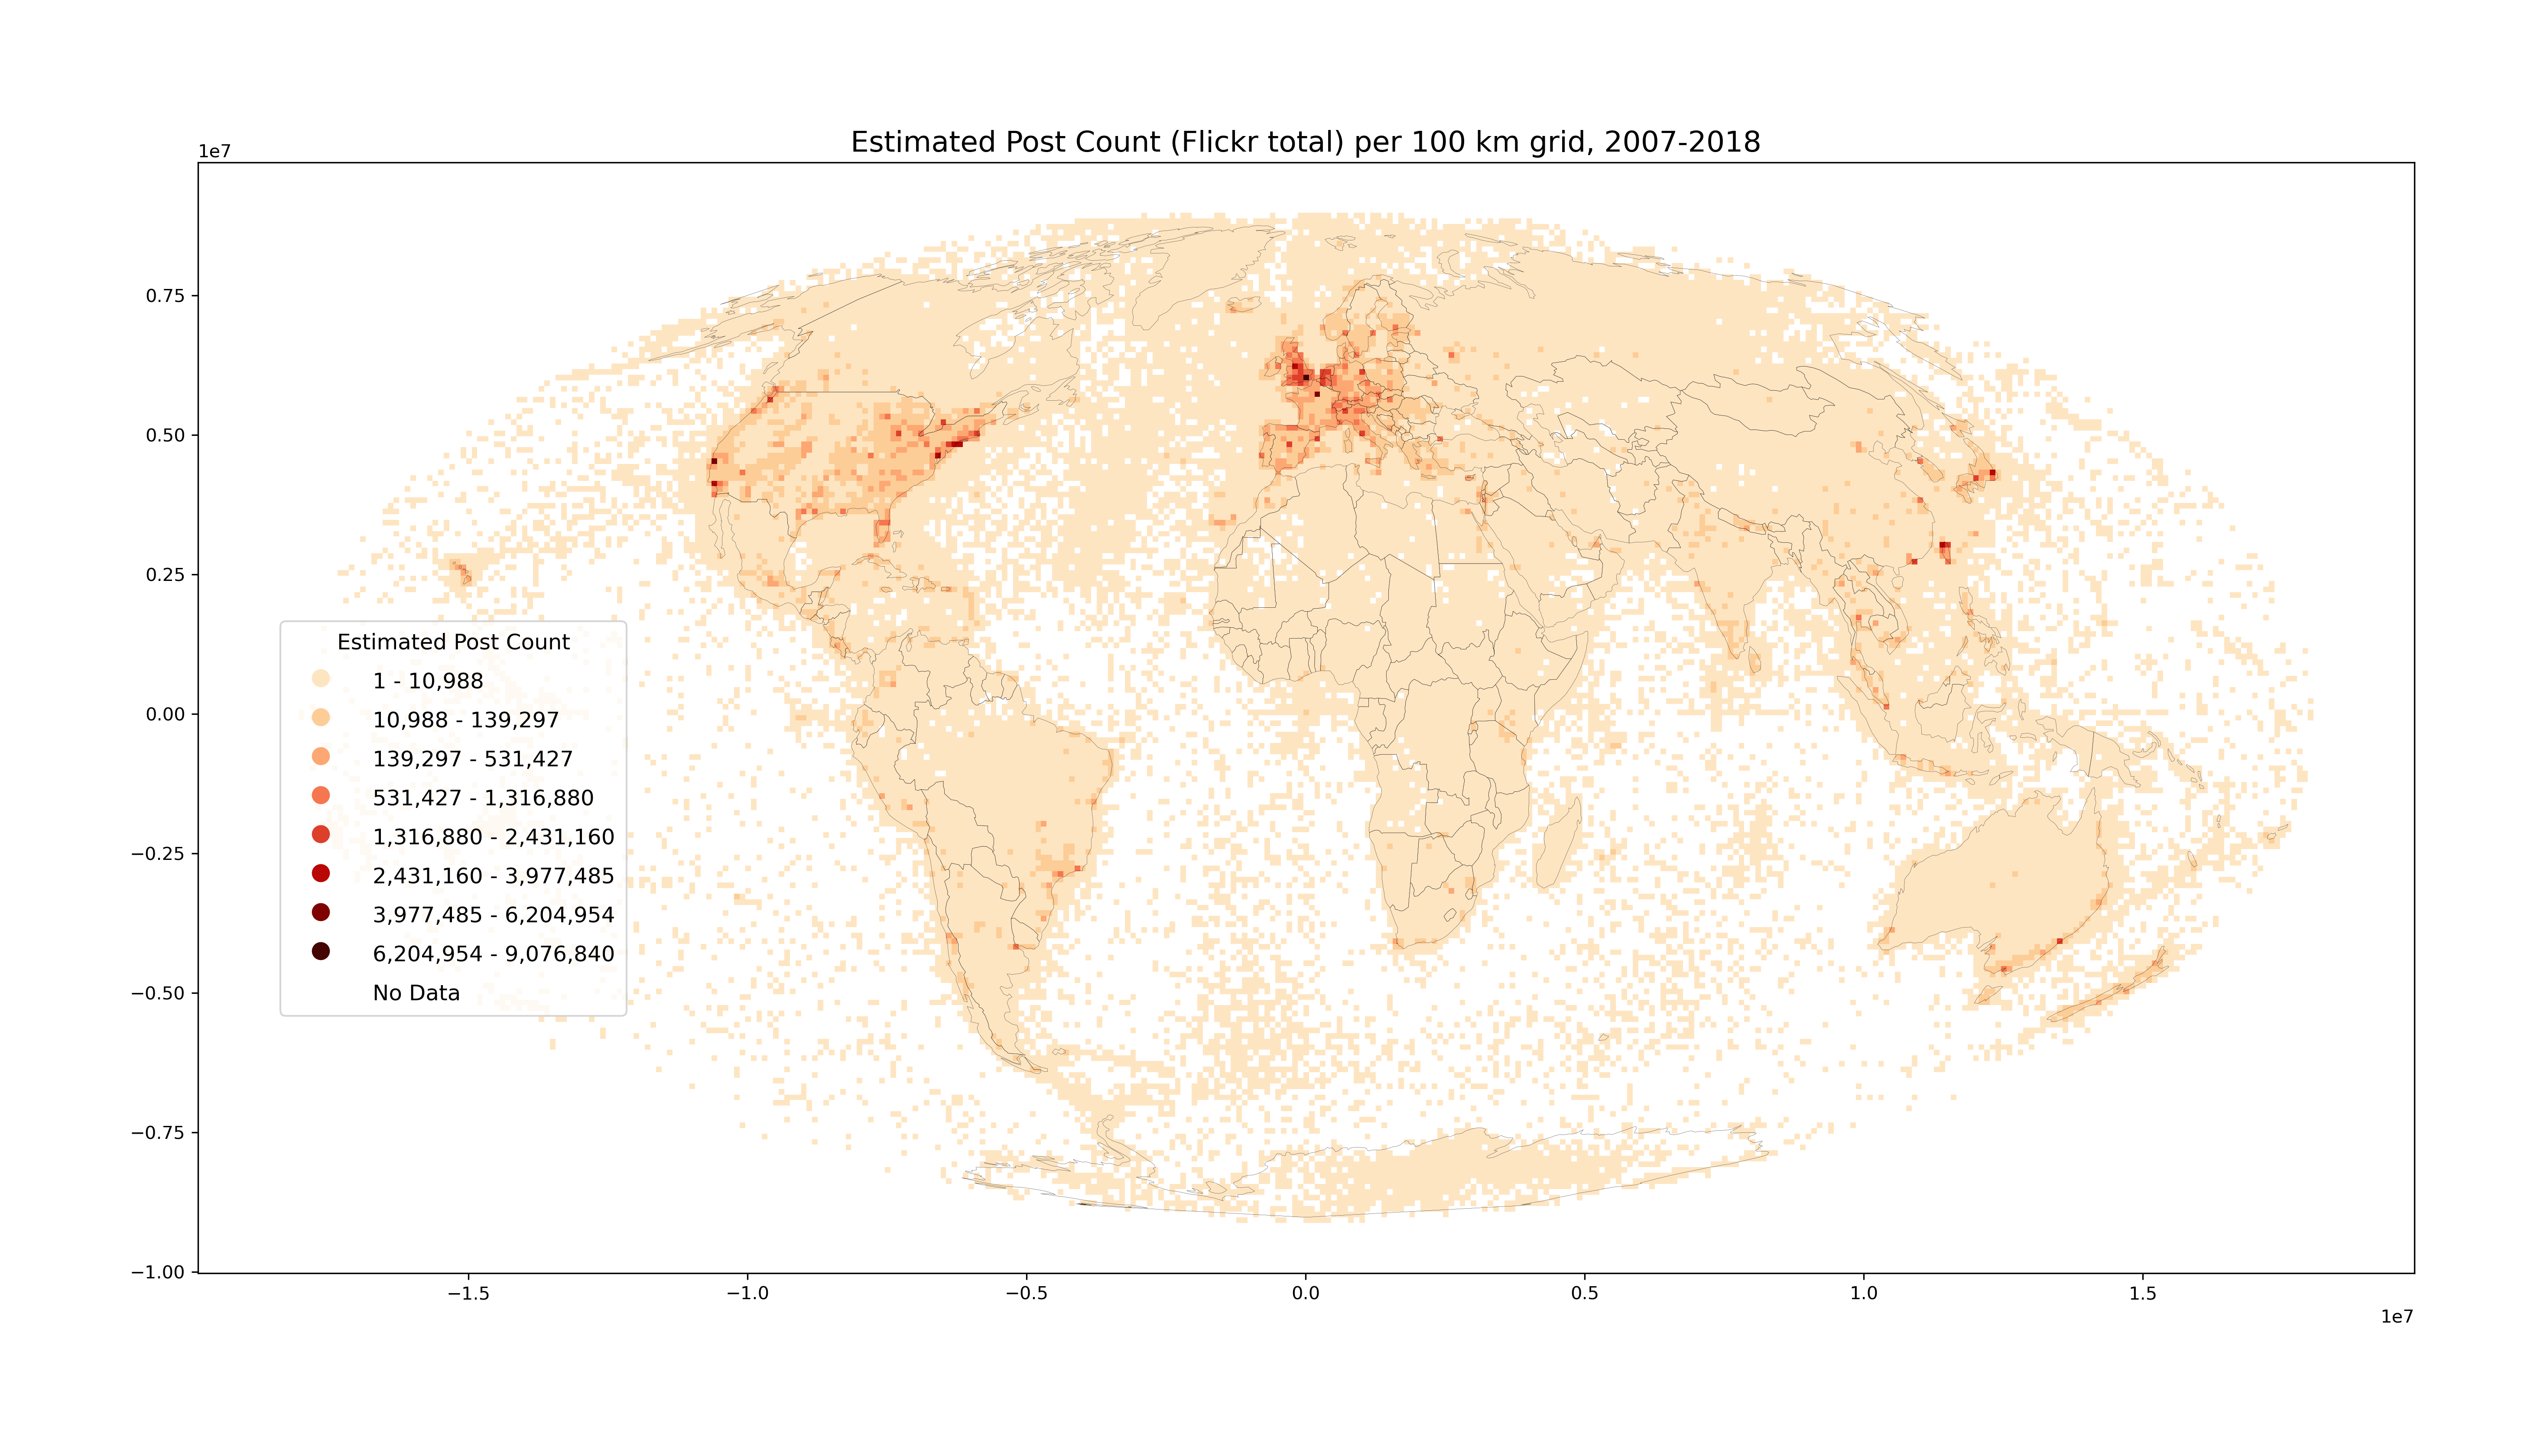 Estimated Post Count (Flickr total) per 100 km grid, 2007-2018
1e7
0.75
0.50
0.25
0.00
−0.25
−0.50
−0.75
−1.00
Estimated Post Count
1 - 10,988
10,988 - 139,297
139,297 - 531,427
531,427 - 1,316,880
1,316,880 - 2,431,160
2,431,160 - 3,977,485
3,977,485 - 6,204,954
6,204,954 - 9,076,840
No Data
−1.5 −1.0 −0.5 0.0 0.5 1.0 1.5
1e7